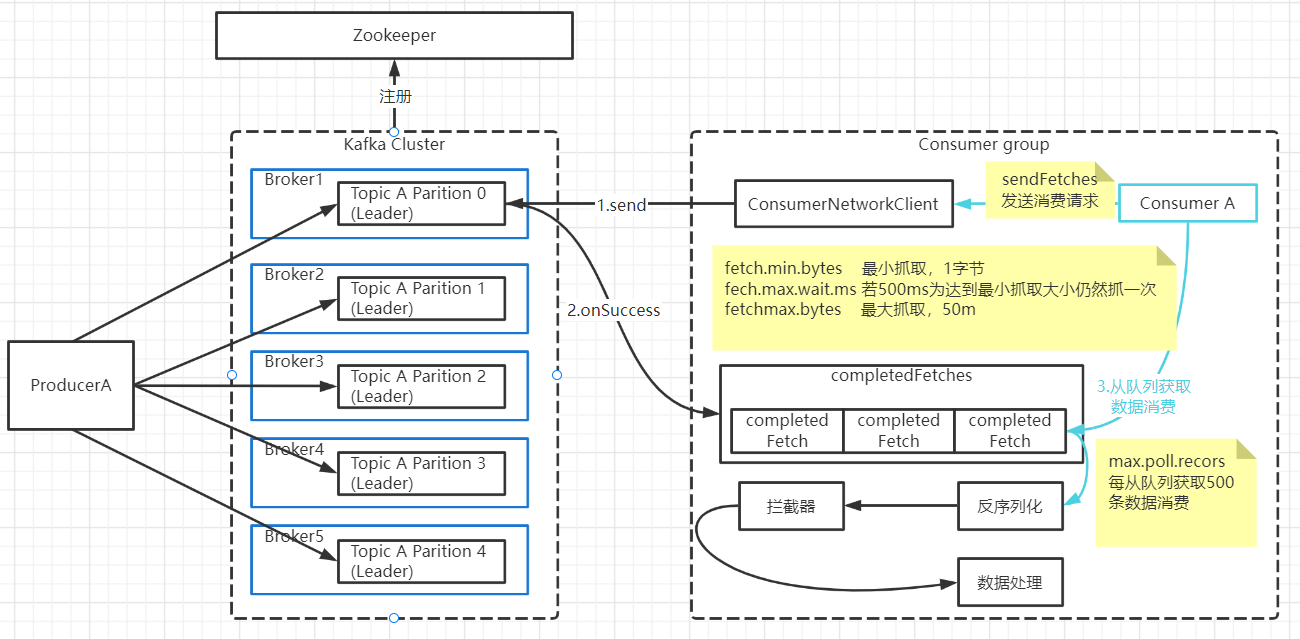 Zookeeper
注册
Kafka Cluster
Broker1
Topic A Parition 0
(Leader)
Broker2
Topic A Parition 1
(Leader)
Broker3
Topic A Parition 2
(Leader)
Broker4
Topic A Parition 3
(Leader)
Broker5
Topic A Parition 4
(Leader)
ProducerA
1.send
2.onSuccess
Consumer group
ConsumerNetworkClient
sendFetches
发送消费请求
Consumer A
fetch.min.bytes 最小抓取，1字节
fech.max.wait.ms 若500ms为达到最小抓取大小仍然抓一次
fetchmax.bytes 最大抓取，50m
completedFetches
completed
Fetch
completed
Fetch
completed
Fetch
3.从队列获取
数据消费
max.poll.recors
每从队列获取500
条数据消费
拦截器
反序列化
数据处理